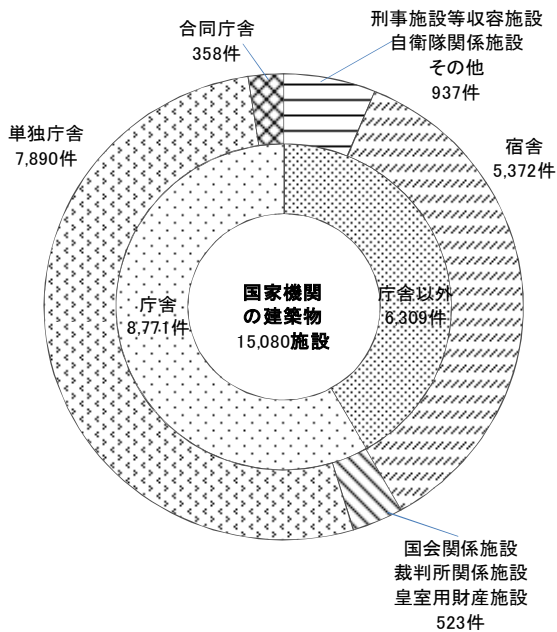 合同庁舎
358件
刑事施設等収容施設
自衛隊関係施設
その他
937件
単独庁舎
7,890件
宿舎
5,372件
庁舎
8,771件
国家機関
の建築物
15,080施設
庁舎以外
6,309件
国会関係施設
裁判所関係施設
皇室用財産施設
523件